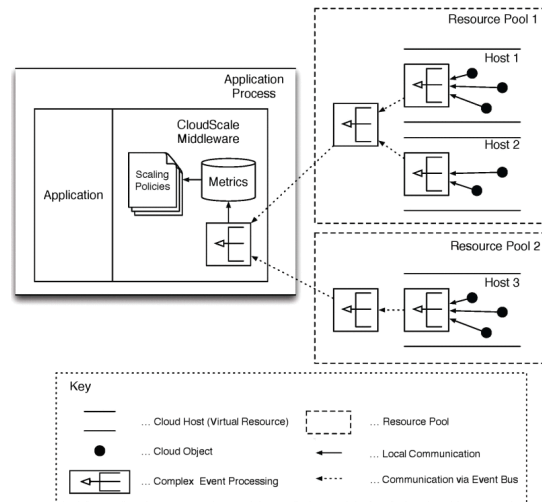 Resource Pool 1
Host 1
Application
Process
CloudScale
Middleware
Host 2
Scaling
Policies
Metrics
Application
Resource Pool 2
Host 3
Key
... Cloud Host (Virtual Resource)
... Resource Pool
... Cloud Object
... Local Communication
... Complex Event Processing
... Communication via Event Bus